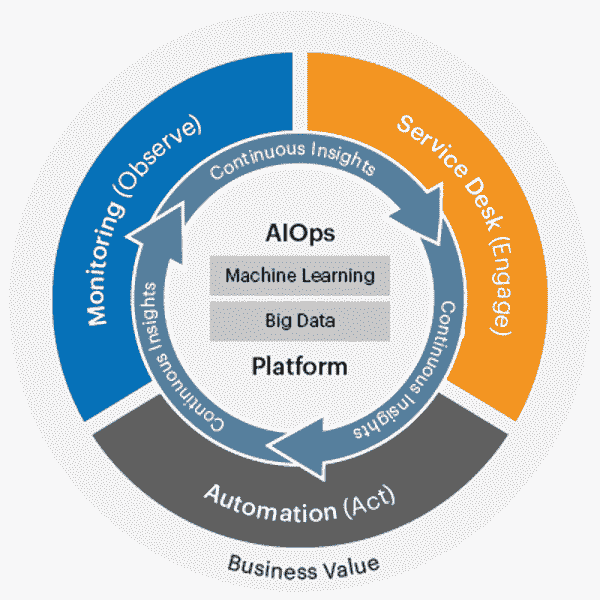 Monitoring (Observe)
Service Desk (Engage)
Continuous Insights
AIOps
Machine Learning
Big Data
Platform
Continuous Insights
Continuous Insights
Automation (Act)
Business Value